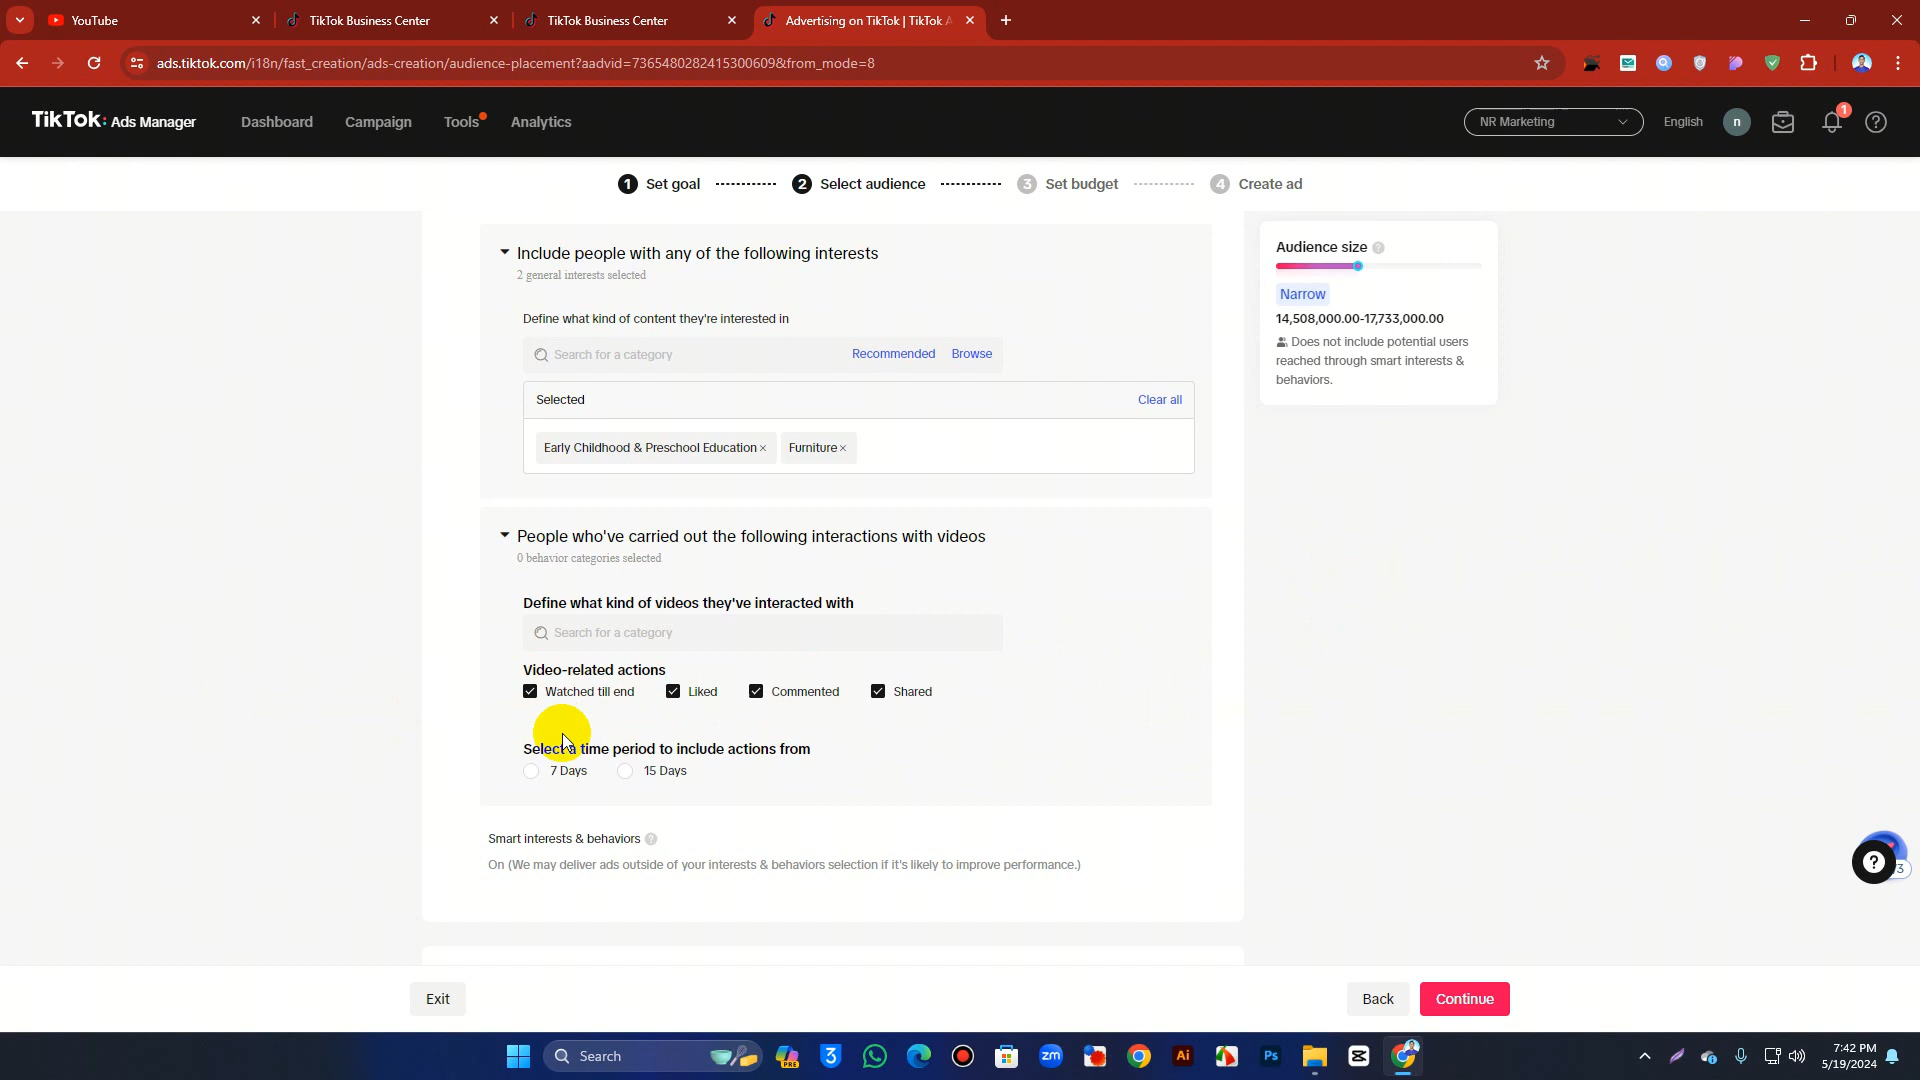 YouTube
TikTok Business Center
TikTok Business Center
Advertising on TikTok | TikTok A
ads.tiktok.com/i18n/fast_creation/ads-creation/audience-placement?aadvid=7365480282415300609&from_mode=8
TikTok: Ads Manager
Dashboard
Campaign
Tools
Analytics
NR Marketing
English
n
1
1 Set goal
2 Select audience
3 Set budget
4 Create ad
Include people with any of the following interests
2 general interests selected
Define what kind of content they're interested in
Search for a category
Recommended
Browse
Selected
Clear all
Early Childhood & Preschool Education ×
Furniture ×
People who've carried out the following interactions with videos
0 behavior categories selected
Define what kind of videos they've interacted with
Search for a category
Video-related actions
Watched till end
Liked
Commented
Shared
Select a time period to include actions from
7 Days
15 Days
Smart interests & behaviors
On (We may deliver ads outside of your interests & behaviors selection if it's likely to improve performance.)
Audience size
Narrow
14,508,000.00-17,733,000.00
Does not include potential users
reached through smart interests &
behaviors.
/3
Exit
Back
Continue
Search
PRE
3
zm
Ai
Ps
7:42 PM
5/19/2024